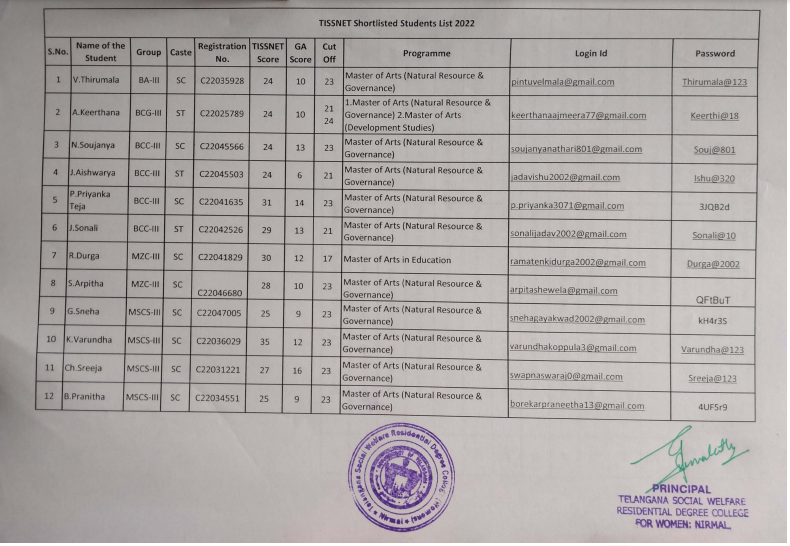 TISSNET Shortlisted Students List 2022
S.No. Name of the Student Group Caste Registration No. TISSNET Score GA Score Cut Off Programme Login Id Password
1 V.Thirumala BA-III SC C22035928 24 10 23 Master of Arts (Natural Resource & Governance) pintuvelmala@gmail.com Thirumala@123
2 A.Keerthana BCG-III ST C22025789 24 10 21 24 1.Master of Arts (Natural Resource & Governance) 2.Master of Arts (Development Studies) keerthanaajmeera77@gmail.com Keerthi@18
3 N.Soujanya BCC-III SC C22045566 24 13 23 Master of Arts (Natural Resource & Governance) soujanyanathari801@gmail.com Souj@801
4 J.Aishwarya BCC-III ST C22045503 24 6 21 Master of Arts (Natural Resource & Governance) jadavishu2002@gmail.com Ishu@320
5 P.Priyanka Teja BCC-III SC C22041635 31 14 23 Master of Arts (Natural Resource & Governance) p.priyanka3071@gmail.com 3JQB2d
6 J.Sonali BCC-III ST C22042526 29 13 21 Master of Arts (Natural Resource & Governance) sonalijadav2002@gmail.com Sonali@10
7 R.Durga MZC-III SC C22041829 30 12 17 Master of Arts in Education ramatenkidurga2002@gmail.com Durga@2002
8 S.Arpitha MZC-III SC C22046680 28 10 23 Master of Arts (Natural Resource & Governance) arpitashewela@gmail.com QFtBuT
9 G.Sneha MSCS-III SC C22047005 25 9 23 Master of Arts (Natural Resource & Governance) snehagayakwad2002@gmail.com kH4r3S
10 K.Varundha MSCS-III SC C22036029 35 12 23 Master of Arts (Natural Resource & Governance) varundhakoppula3@gmail.com Varundha@123
11 Ch.Sreeja MSCS-III SC C22031221 27 16 23 Master of Arts (Natural Resource & Governance) swapnaswaraj0@gmail.com Sreeja@123
12 B.Pranitha MSCS-III SC C22034551 25 9 23 Master of Arts (Natural Resource & Governance) borekarpraneetha13@gmail.com 4UF5r9
Telangana Social Welfare Residential Degree College (Women) Nirmal
PRINCIPAL
TELANGANA SOCIAL WELFARE
RESIDENTIAL DEGREE COLLEGE
FOR WOMEN: NIRMAL